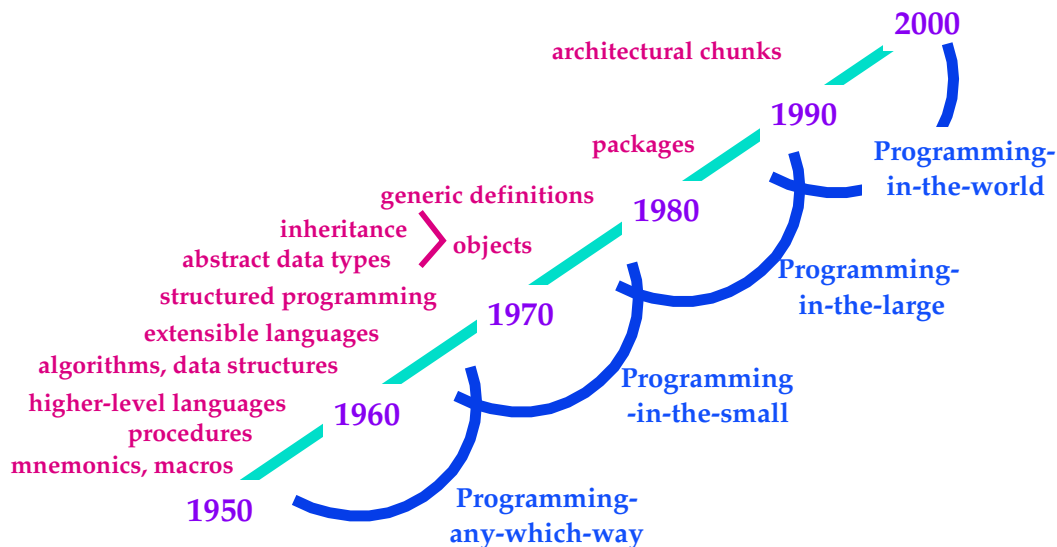 2000
architectural chunks
1990
packages
Programming-
in-the-world
generic definitions
1980
inheritance
objects
abstract data types
Programming-
in-the-large
structured programming
1970
extensible languages
algorithms, data structures
Programming
-in-the-small
higher-level languages
1960
procedures
mnemonics, macros
1950
Programming-
any-which-way